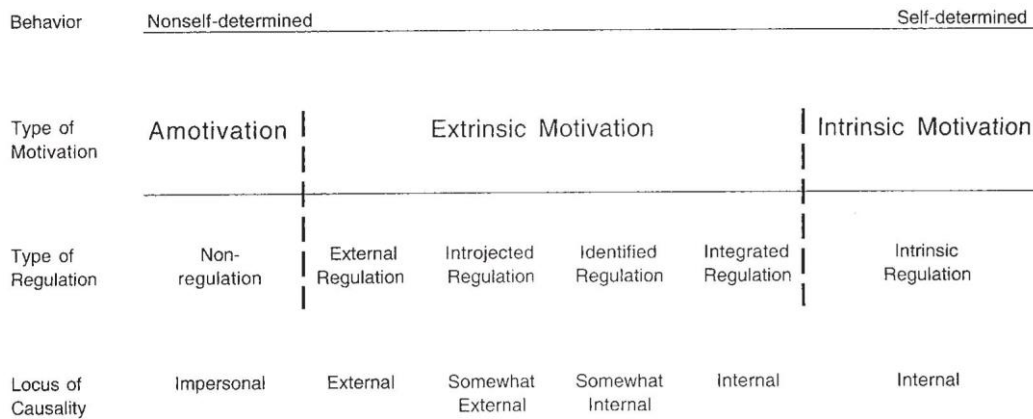 Behavior Nonself-determined Self-determined
Type of Motivation Amotivation Extrinsic Motivation Intrinsic Motivation
Type of Regulation Non-regulation External Regulation Introjected Regulation Identified Regulation Integrated Regulation Intrinsic Regulation
Locus of Causality Impersonal External Somewhat External Somewhat Internal Internal Internal